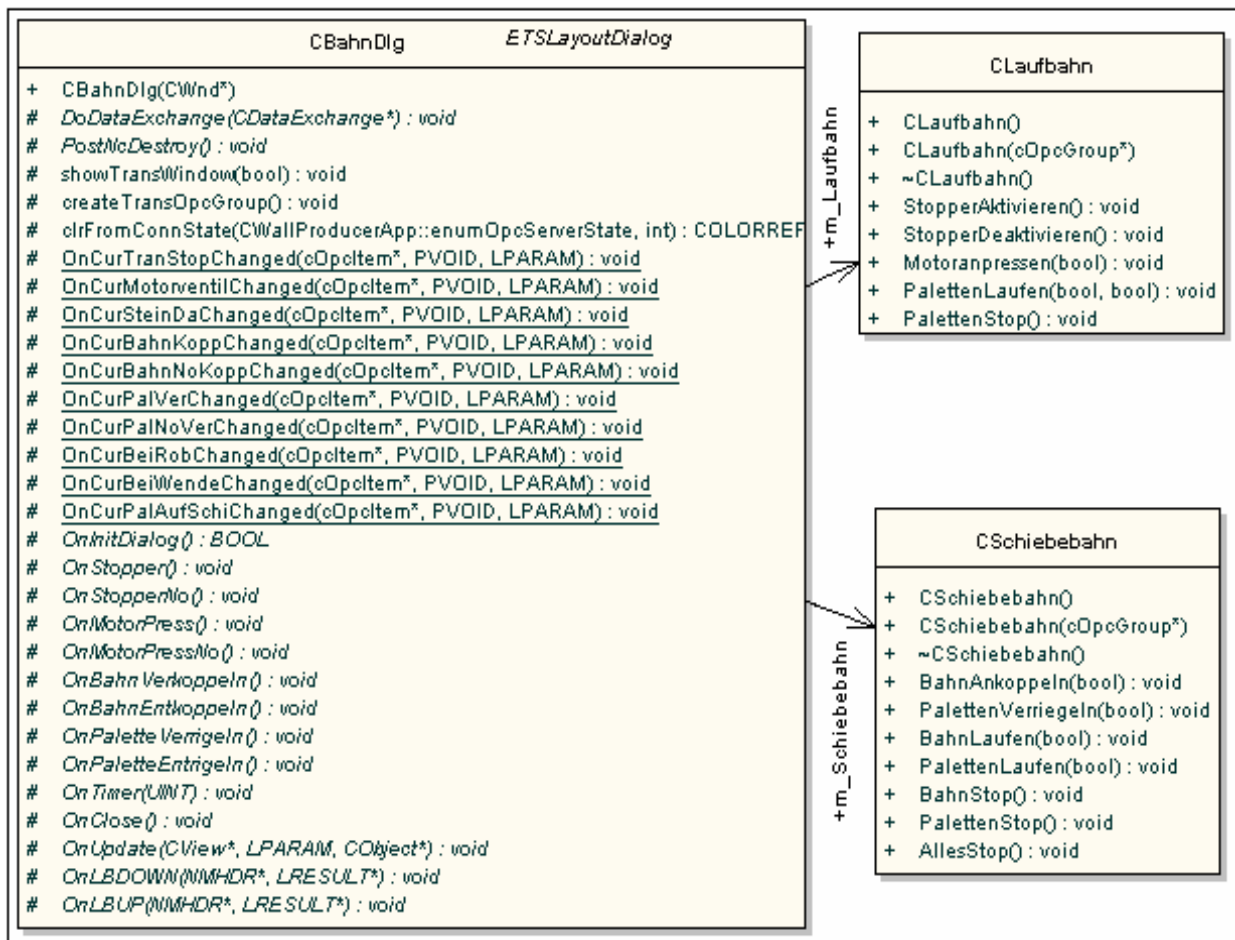 CBahnDlg ETSLayoutDialog
+ CBahnDlg(CWnd*)
# DoDataExchange(CDataExchange*) : void
# PostNcDestroy() : void
# showTransWindow(bool) : void
# createTransOpcGroup() : void
# clrFromConnState(CWallProducerApp::enumOpcServerState, int) : COLORREF
# OnCurTranStopChanged(cOpcItem*, PVOID, LPARAM) : void
# OnCurMotorventilChanged(cOpcItem*, PVOID, LPARAM) : void
# OnCurSteinDaChanged(cOpcItem*, PVOID, LPARAM) : void
# OnCurBahnKoppChanged(cOpcItem*, PVOID, LPARAM) : void
# OnCurBahnNoKoppChanged(cOpcItem*, PVOID, LPARAM) : void
# OnCurPalVerChanged(cOpcItem*, PVOID, LPARAM) : void
# OnCurPalNoVerChanged(cOpcItem*, PVOID, LPARAM) : void
# OnCurBeiRobChanged(cOpcItem*, PVOID, LPARAM) : void
# OnCurBeiWendeChanged(cOpcItem*, PVOID, LPARAM) : void
# OnCurPalAufSchiChanged(cOpcItem*, PVOID, LPARAM) : void
# OnInitDialog() : BOOL
# OnStopper() : void
# OnStopperNo() : void
# OnMotorPress() : void
# OnMotorPressNo() : void
# OnBahnVerkoppeln() : void
# OnBahnEntkoppeln() : void
# OnPaletteVerrigeln() : void
# OnPaletteEntrigeln() : void
# OnTimer(UINT) : void
# OnClose() : void
# OnUpdate(CView*, LPARAM, CObject*) : void
# OnLBDOWN(NMHDR*, LRESULT*) : void
# OnLBUP(NMHDR*, LRESULT*) : void
+m_Laufbahn
CLaufbahn
+ CLaufbahn()
+ CLaufbahn(cOpcGroup*)
+ ~CLaufbahn()
+ StopperAktivieren() : void
+ StopperDeaktivieren() : void
+ Motoranpressen(bool) : void
+ PalettenLaufen(bool, bool) : void
+ PalettenStop() : void
+m_Schiebebahn
CSchiebebahn
+ CSchiebebahn()
+ CSchiebebahn(cOpcGroup*)
+ ~CSchiebebahn()
+ BahnAnkoppeln(bool) : void
+ PalettenVerriegeln(bool) : void
+ BahnLaufen(bool) : void
+ PalettenLaufen(bool) : void
+ BahnStop() : void
+ PalettenStop() : void
+ AllesStop() : void